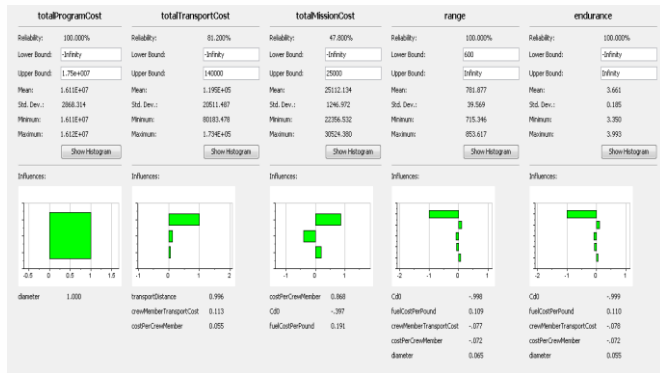 totalProgramCost
Reliability: 100.000%
Lower Bound: -Infinity
Upper Bound: 1.75e+007
Mean: 1.611E+07
Std. Dev.: 2868.314
Minimum: 1.611E+07
Maximum: 1.612E+07
Show Histogram
Influences:
-0.5 0 0.5 1 1.5
diameter 1.000
totalTransportCost
Reliability: 81.200%
Lower Bound: -Infinity
Upper Bound: 140000
Mean: 1.195E+05
Std. Dev.: 20511.487
Minimum: 80183.478
Maximum: 1.734E+05
Show Histogram
Influences:
-1 0 1 2
transportDistance 0.996
crewMemberTransportCost 0.113
costPerCrewMember 0.055
totalMissionCost
Reliability: 47.800%
Lower Bound: -Infinity
Upper Bound: 25000
Mean: 25112.134
Std. Dev.: 1246.972
Minimum: 22356.532
Maximum: 30524.380
Show Histogram
Influences:
-1 0 1
costPerCrewMember 0.868
Cd0 -.397
fuelCostPerPound 0.191
range
Reliability: 100.000%
Lower Bound: 600
Upper Bound: Infinity
Mean: 781.877
Std. Dev.: 39.569
Minimum: 715.346
Maximum: 853.617
Show Histogram
Influences:
-1 0 1
Cd0 -.998
fuelCostPerPound 0.109
crewMemberTransportCost -.077
costPerCrewMember -.072
diameter 0.065
endurance
Reliability: 100.000%
Lower Bound: -Infinity
Upper Bound: Infinity
Mean: 3.661
Std. Dev.: 0.185
Minimum: 3.350
Maximum: 3.993
Show Histogram
Influences:
-1 0 1
Cd0 -.999
fuelCostPerPound 0.110
crewMemberTransportCost -.078
costPerCrewMember -.072
diameter 0.055